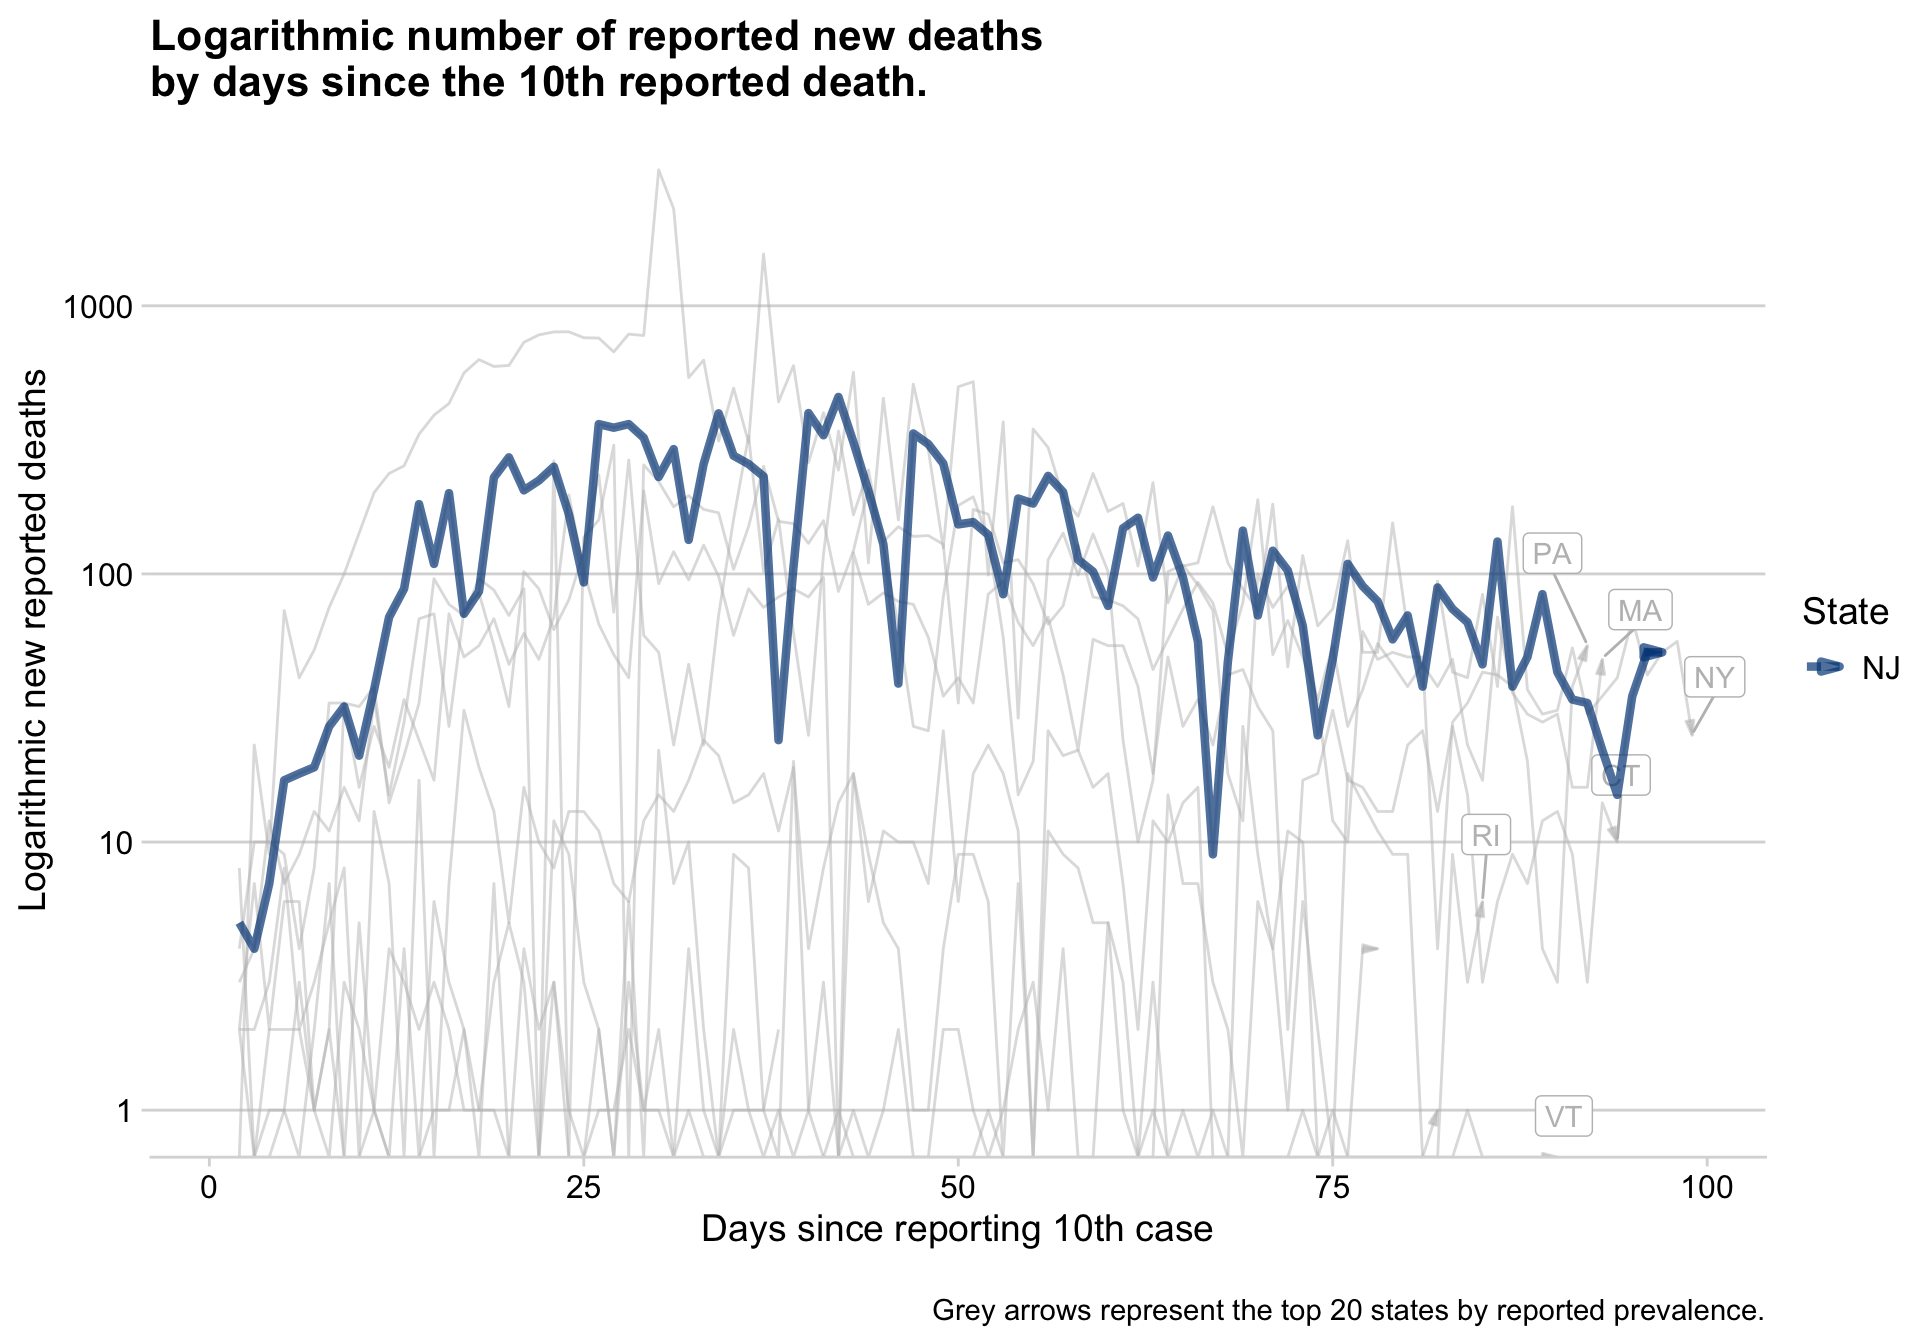 Logarithmic number of reported new deaths
by days since the 10th reported death.
Logarithmic new reported deaths
1000
100
10
1
PA
MA
NY
CT
RI
VT
State
NJ
0 25 50 75 100
Days since reporting 10th case
Grey arrows represent the top 20 states by reported prevalence.